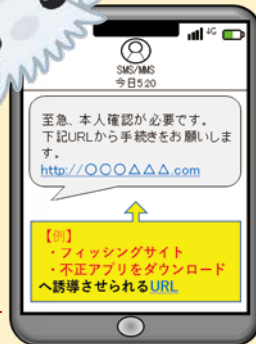 4G
SMS/MMS
今日5:20
至急、本人確認が必要です。
下記URLから手続きをお願いしま
す。
http://〇〇〇△△△.com
【例】
・フィッシングサイト
・不正アプリをダウンロード
へ誘導させられるURL